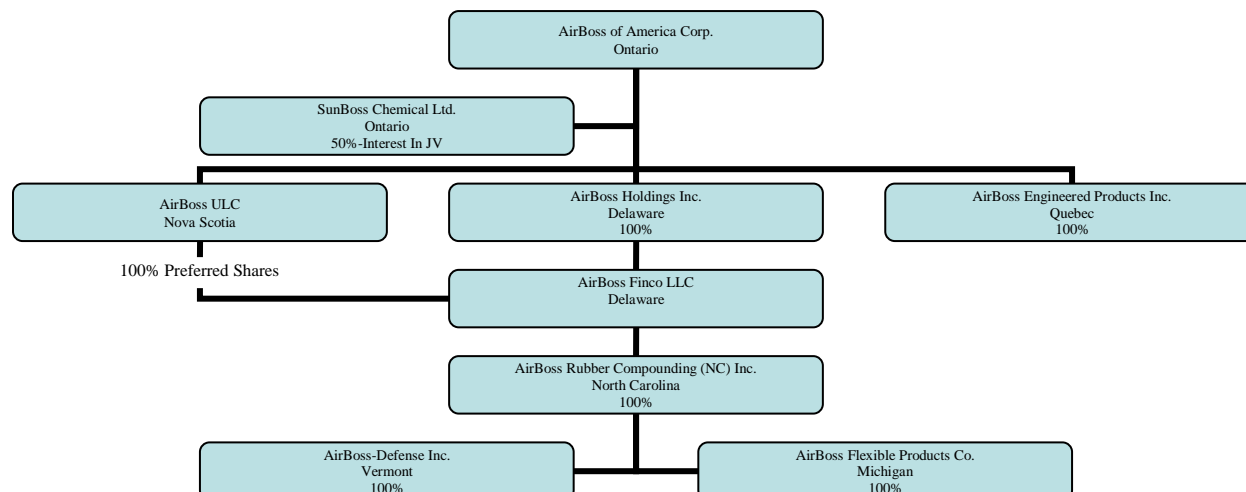 AirBoss of America Corp.
Ontario
SunBoss Chemical Ltd.
Ontario
50%-Interest In JV
AirBoss ULC
Nova Scotia
AirBoss Holdings Inc.
Delaware
100%
AirBoss Engineered Products Inc.
Quebec
100%
100% Preferred Shares
AirBoss Finco LLC
Delaware
AirBoss Rubber Compounding (NC) Inc.
North Carolina
100%
AirBoss-Defense Inc.
Vermont
100%
AirBoss Flexible Products Co.
Michigan
100%